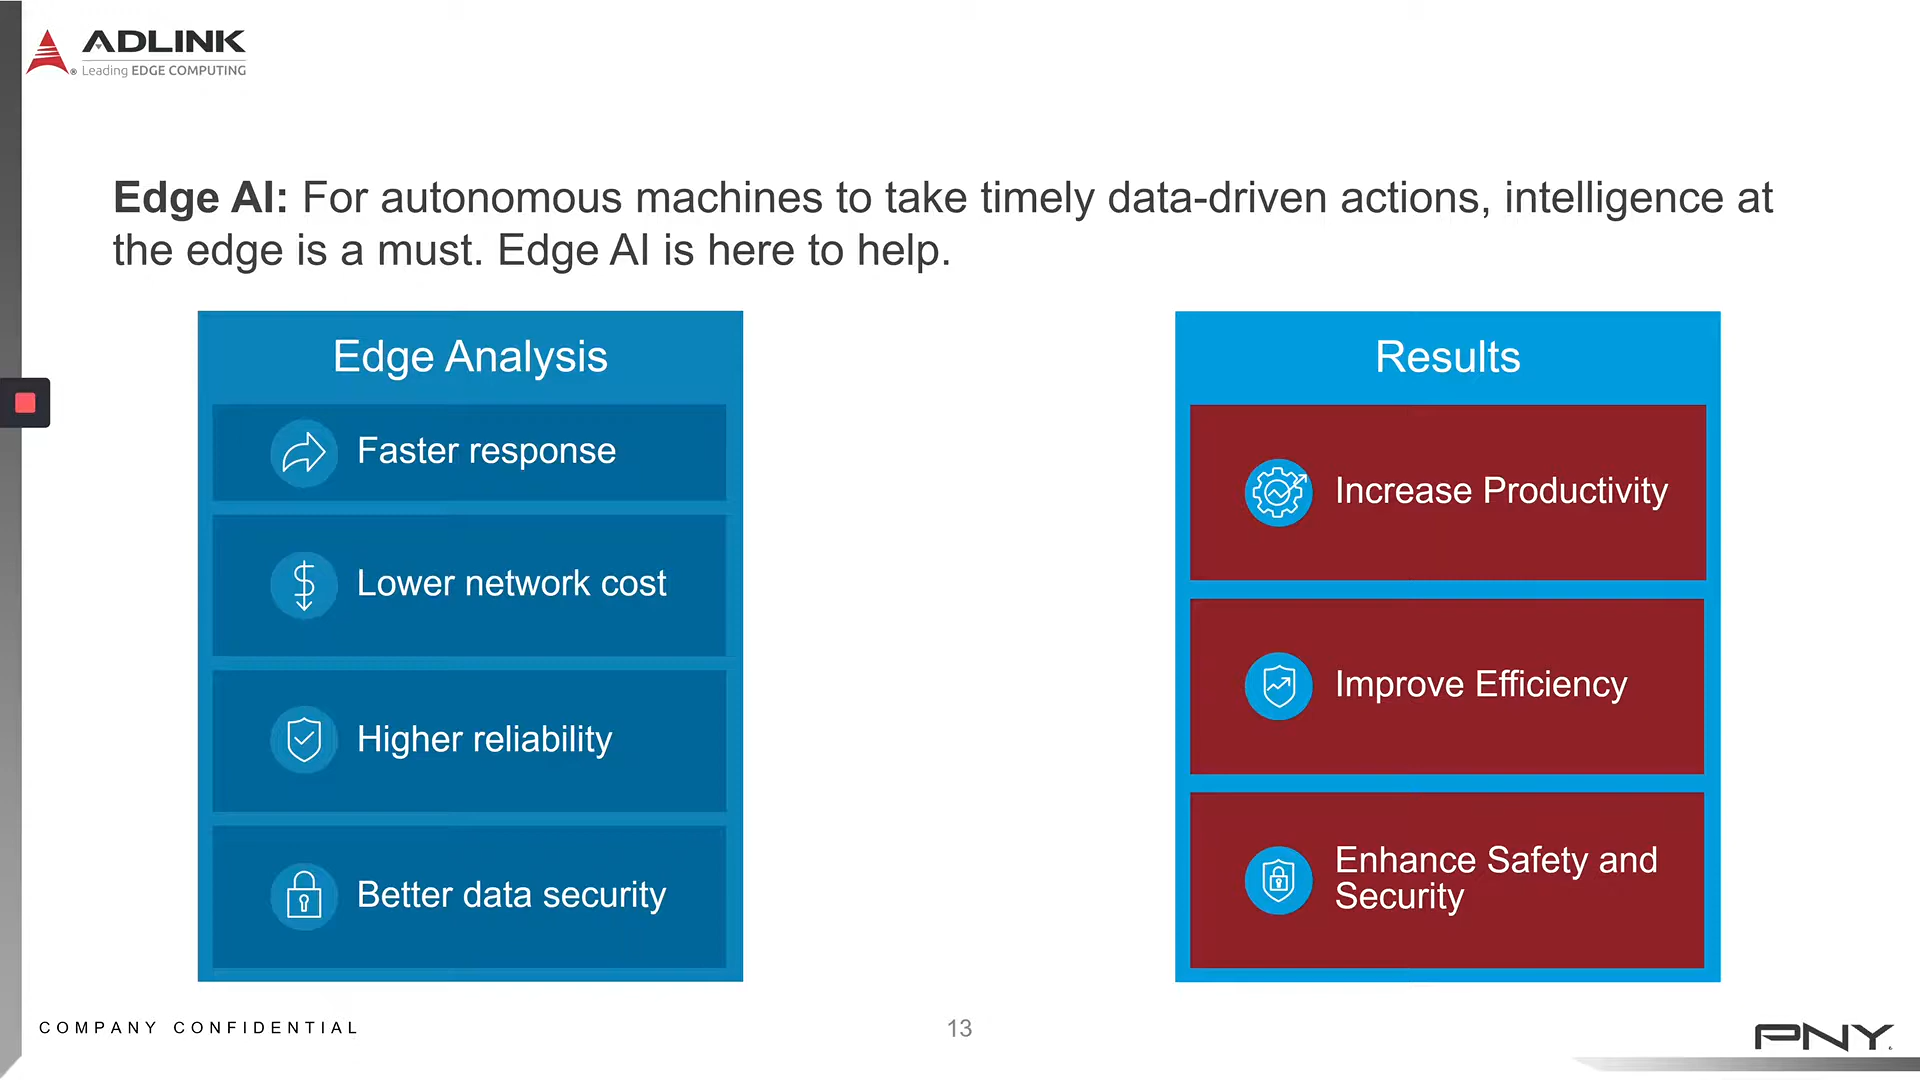 ADLINK
Leading EDGE COMPUTING
Edge AI: For autonomous machines to take timely data-driven actions, intelligence at
the edge is a must. Edge AI is here to help.
Edge Analysis
Faster response
Lower network cost
Higher reliability
Better data security
Results
Increase Productivity
Improve Efficiency
Enhance Safety and
Security
COMPANY CONFIDENTIAL
13
PNY